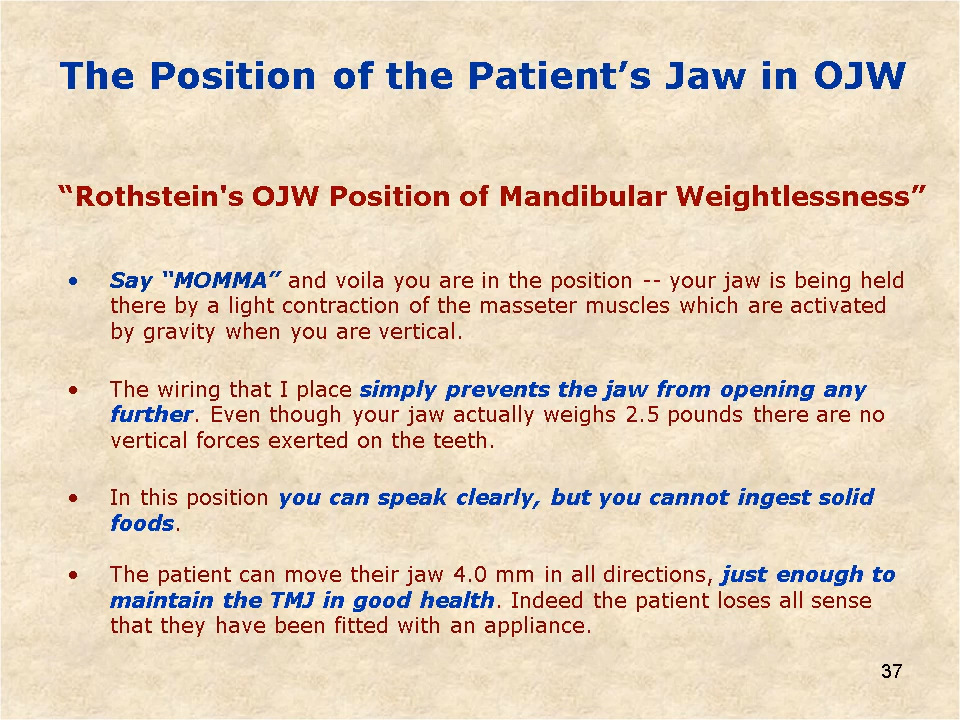 The Position of the Patient’s Jaw in OJW
“Rothstein's OJW Position of Mandibular Weightlessness”
• Say “MOMMA” and voila you are in the position -- your jaw is being held
there by a light contraction of the masseter muscles which are activated
by gravity when you are vertical.
• The wiring that I place simply prevents the jaw from opening any
further. Even though your jaw actually weighs 2.5 pounds there are no
vertical forces exerted on the teeth.
• In this position you can speak clearly, but you cannot ingest solid
foods.
• The patient can move their jaw 4.0 mm in all directions, just enough to
maintain the TMJ in good health. Indeed the patient loses all sense
that they have been fitted with an appliance.
37